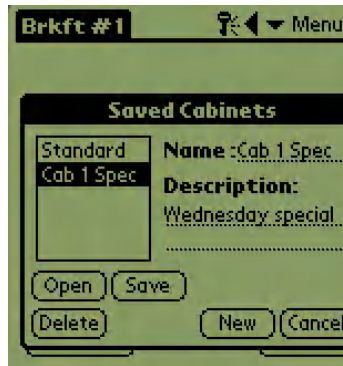 Brkft #1 Menu
Saved Cabinets
Standard
Cab 1 Spec
Name :Cab 1 Spec
Description:
Wednesday special
Open Save
Delete New Cancel